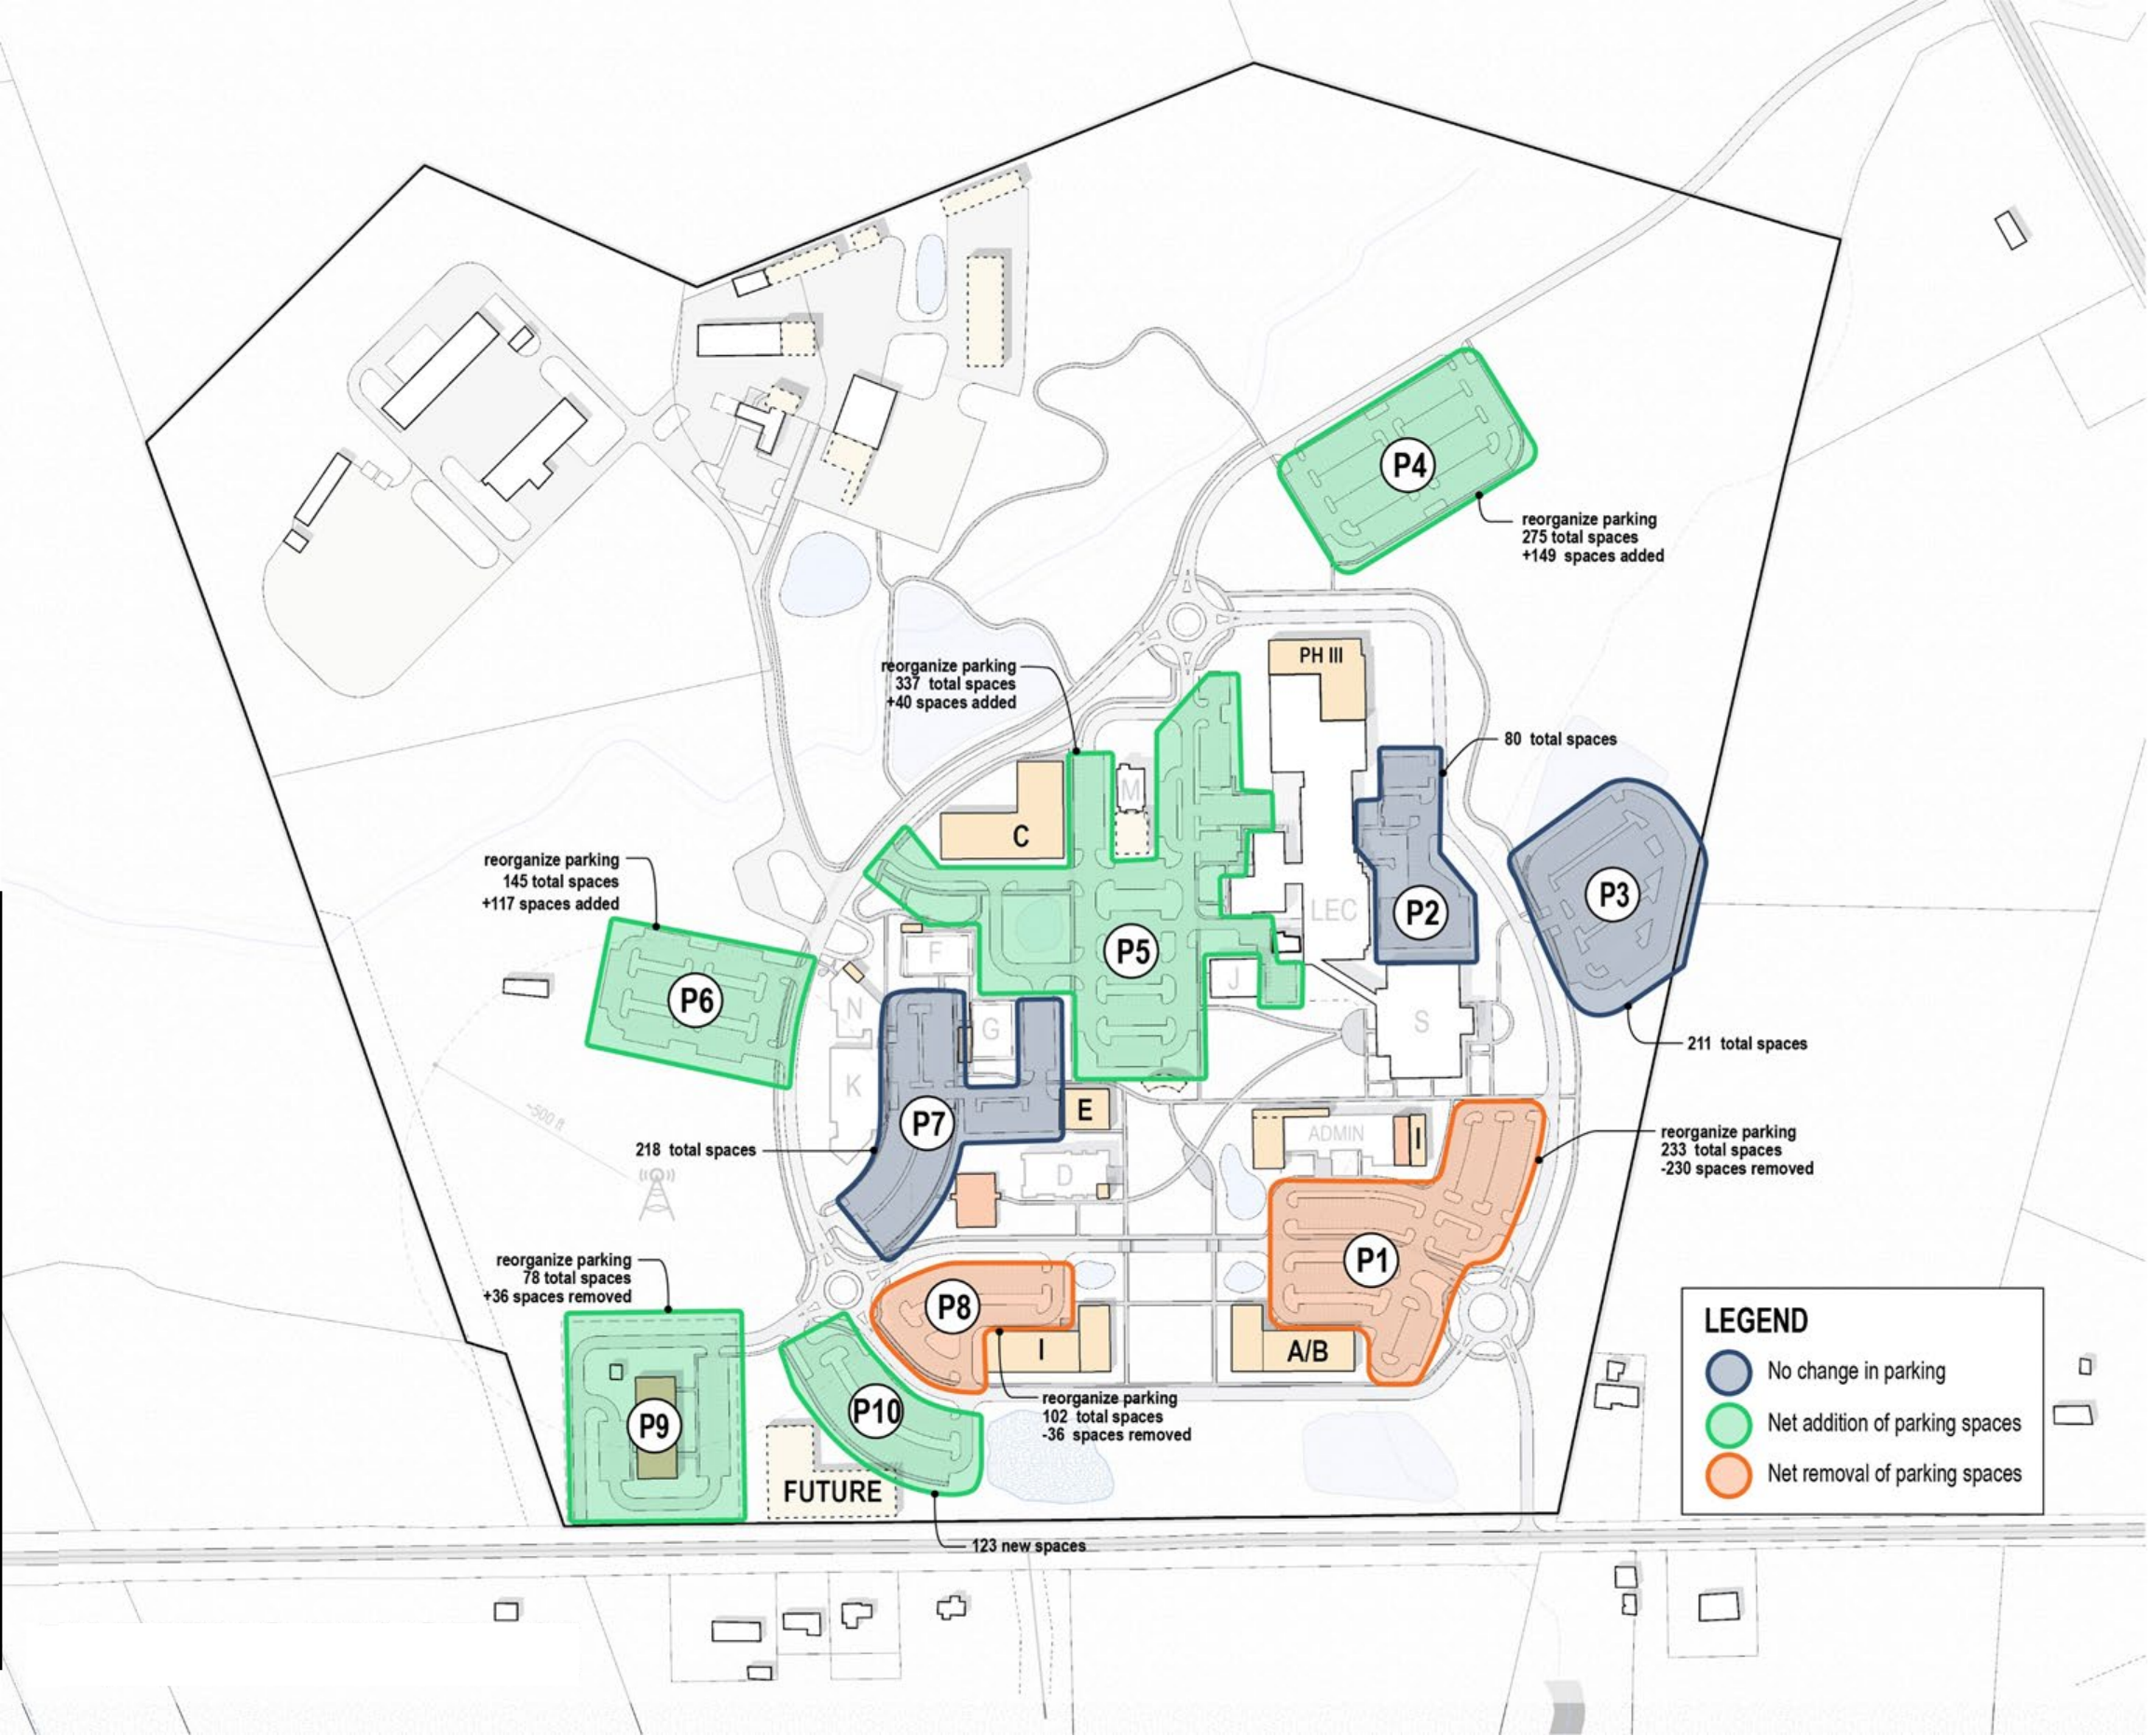 P4
reorganize parking
275 total spaces
+149 spaces added
PH III
reorganize parking
337 total spaces
+40 spaces added
80 total spaces
M
C
reorganize parking
145 total spaces
+117 spaces added
P3
P2
LEC
F
P5
J
P6
N
G
S
211 total spaces
K
E
P7
ADMIN
I
~500 ft
218 total spaces
D
reorganize parking
233 total spaces
-230 spaces removed
reorganize parking
78 total spaces
+36 spaces removed
P1
P8
I
A/B
LEGEND
No change in parking
Net addition of parking spaces
Net removal of parking spaces
reorganize parking
102 total spaces
-36 spaces removed
P10
P9
FUTURE
123 new spaces